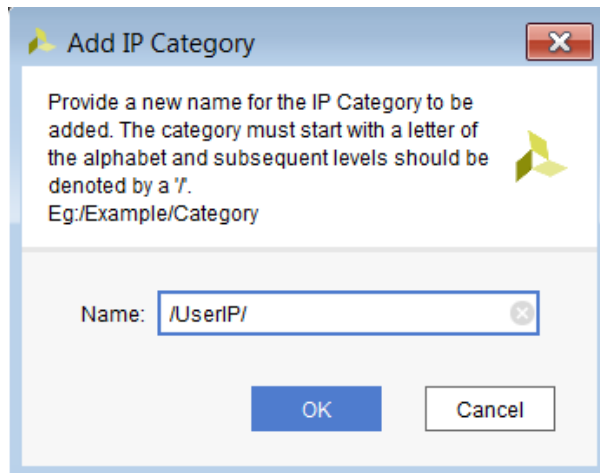 Add IP Category
Provide a new name for the IP Category to be
added. The category must start with a letter of
the alphabet and subsequent levels should be
denoted by a '/'.
Eg:/Example/Category
Name: /UserIP/
OK Cancel